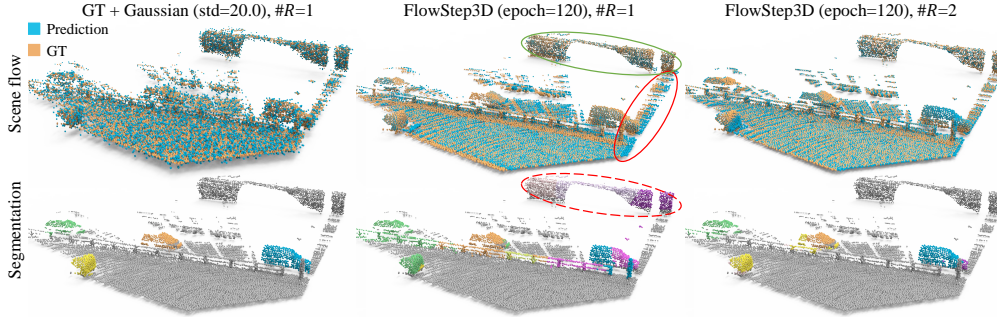 GT + Gaussian (std=20.0), #R=1
FlowStep3D (epoch=120), #R=1
FlowStep3D (epoch=120), #R=2
Prediction
GT
Scene flow
Segmentation